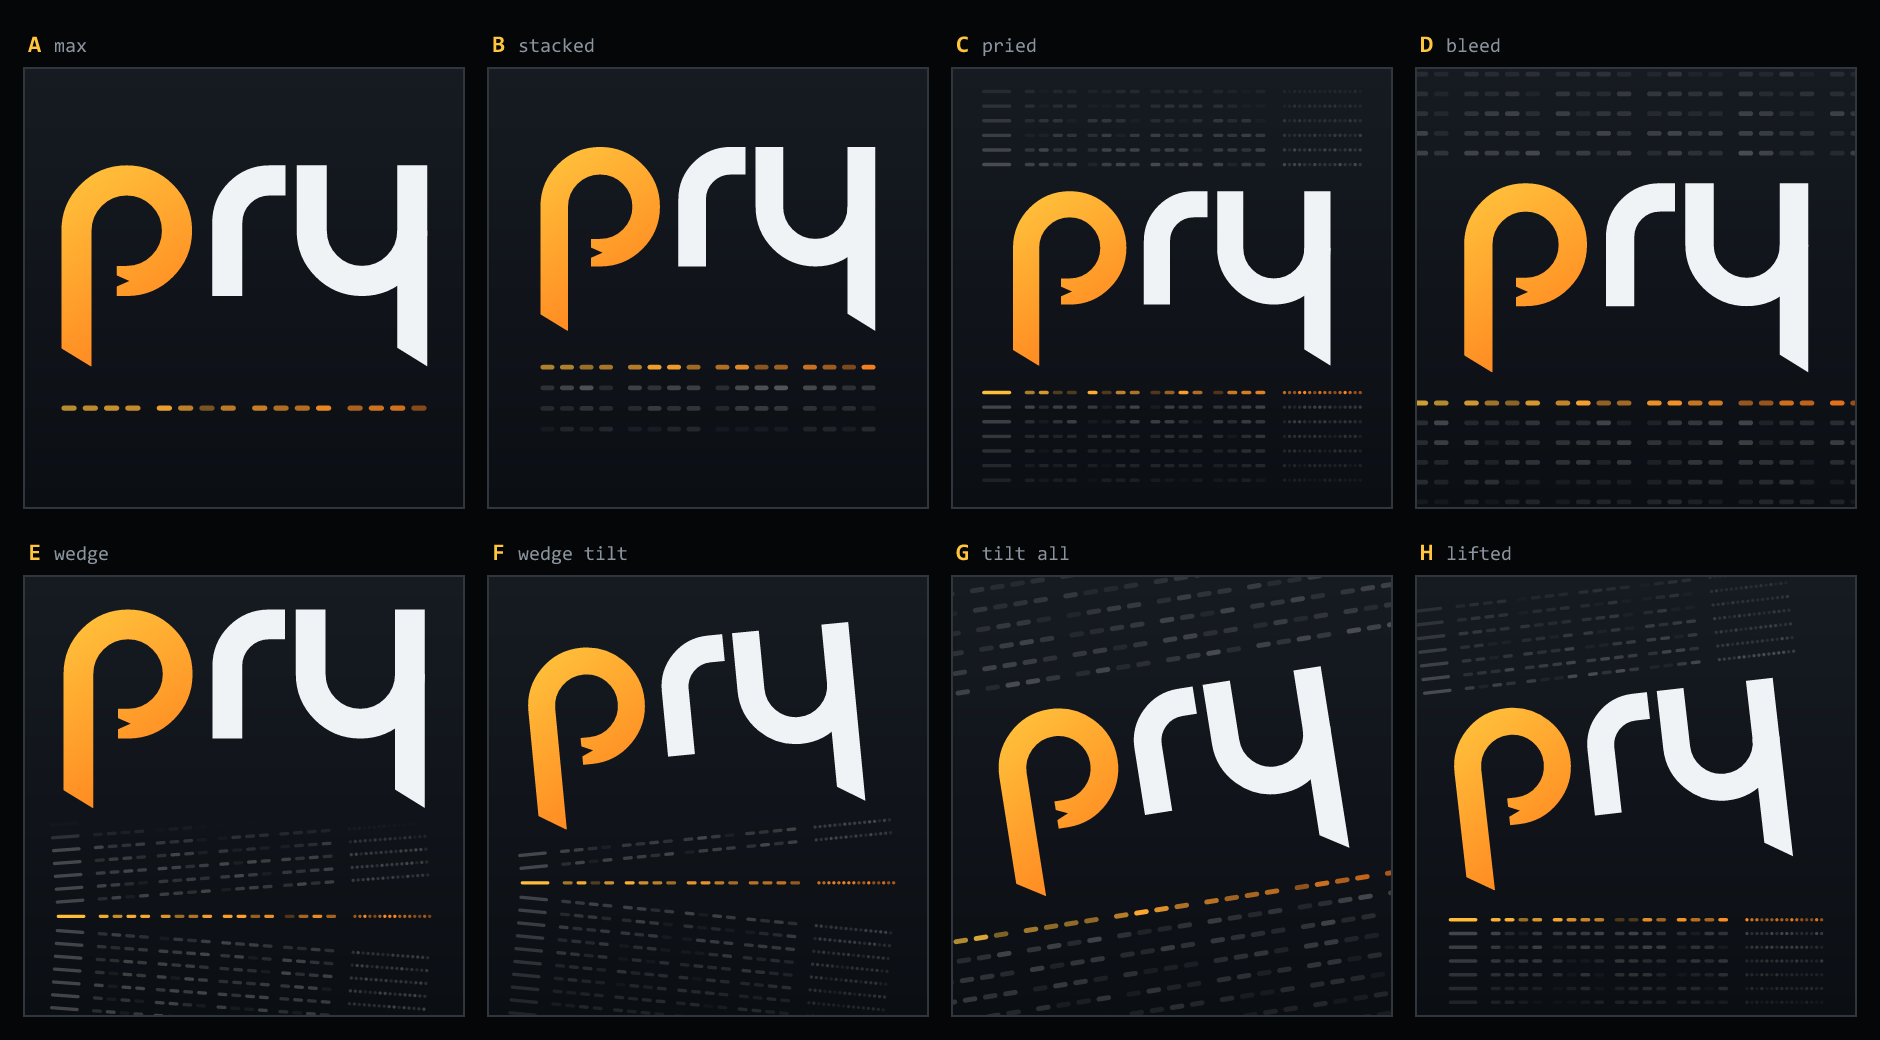 A max
B stacked
C pried
D bleed
pry
pry
pry
pry
E wedge
F wedge tilt
G tilt all
H lifted
pry
pry
pry
pry